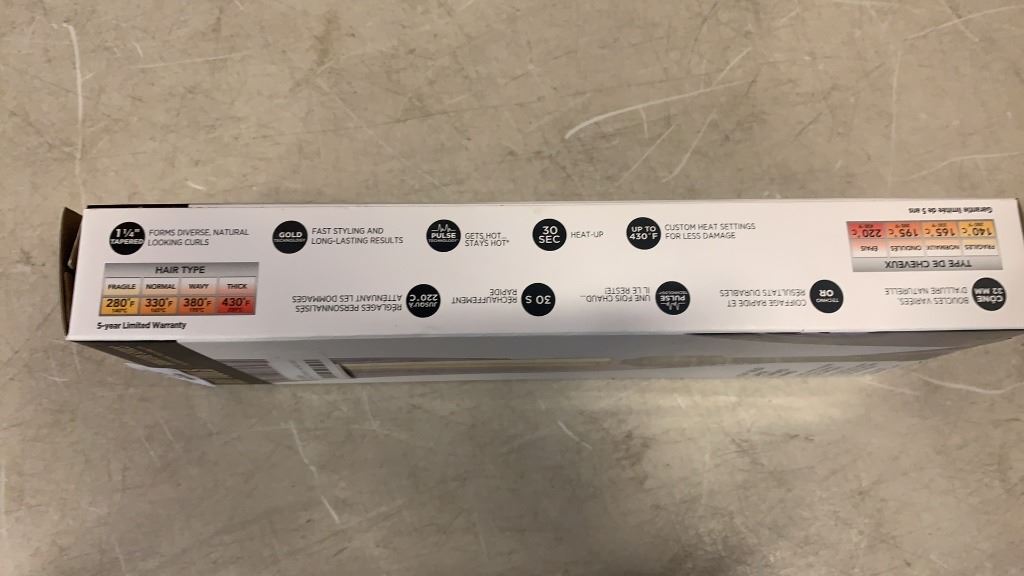 1¼"
TAPERED
FORMS DIVERSE, NATURAL
LOOKING CURLS
GOLD
TECHNOLOGY
FAST STYLING AND
LONG-LASTING RESULTS
PULSE
TECHNOLOGY
GETS HOT...
STAYS HOT*
30
SEC
HEAT-UP
UP TO
430°F
CUSTOM HEAT SETTINGS
FOR LESS DAMAGE
HAIR TYPE
FRAGILE NORMAL WAVY THICK
280°F 330°F 380°F 430°F
140°C 165°C 195°C 220°C
5-year Limited Warranty
CÔNE
32 MM
BOUCLES VARIÉES,
D'ALLURE NATURELLE
TECHNO
OR
COIFFAGE RAPIDE ET
RÉSULTATS DURABLES
PULSE
UNE FOIS CHAUD...
IL LE RESTE!
30 S
RÉCHAUFFEMENT
RAPIDE
JUSQU'À
220°C
RÉGLAGES PERSONNALISÉS
ATTÉNUANT LES DOMMAGES
TYPE DE CHEVEUX
FRAGILES NORMAUX ONDULÉS ÉPAIS
140°C 165°C 195°C 220°C
Garantie limitée de 5 ans